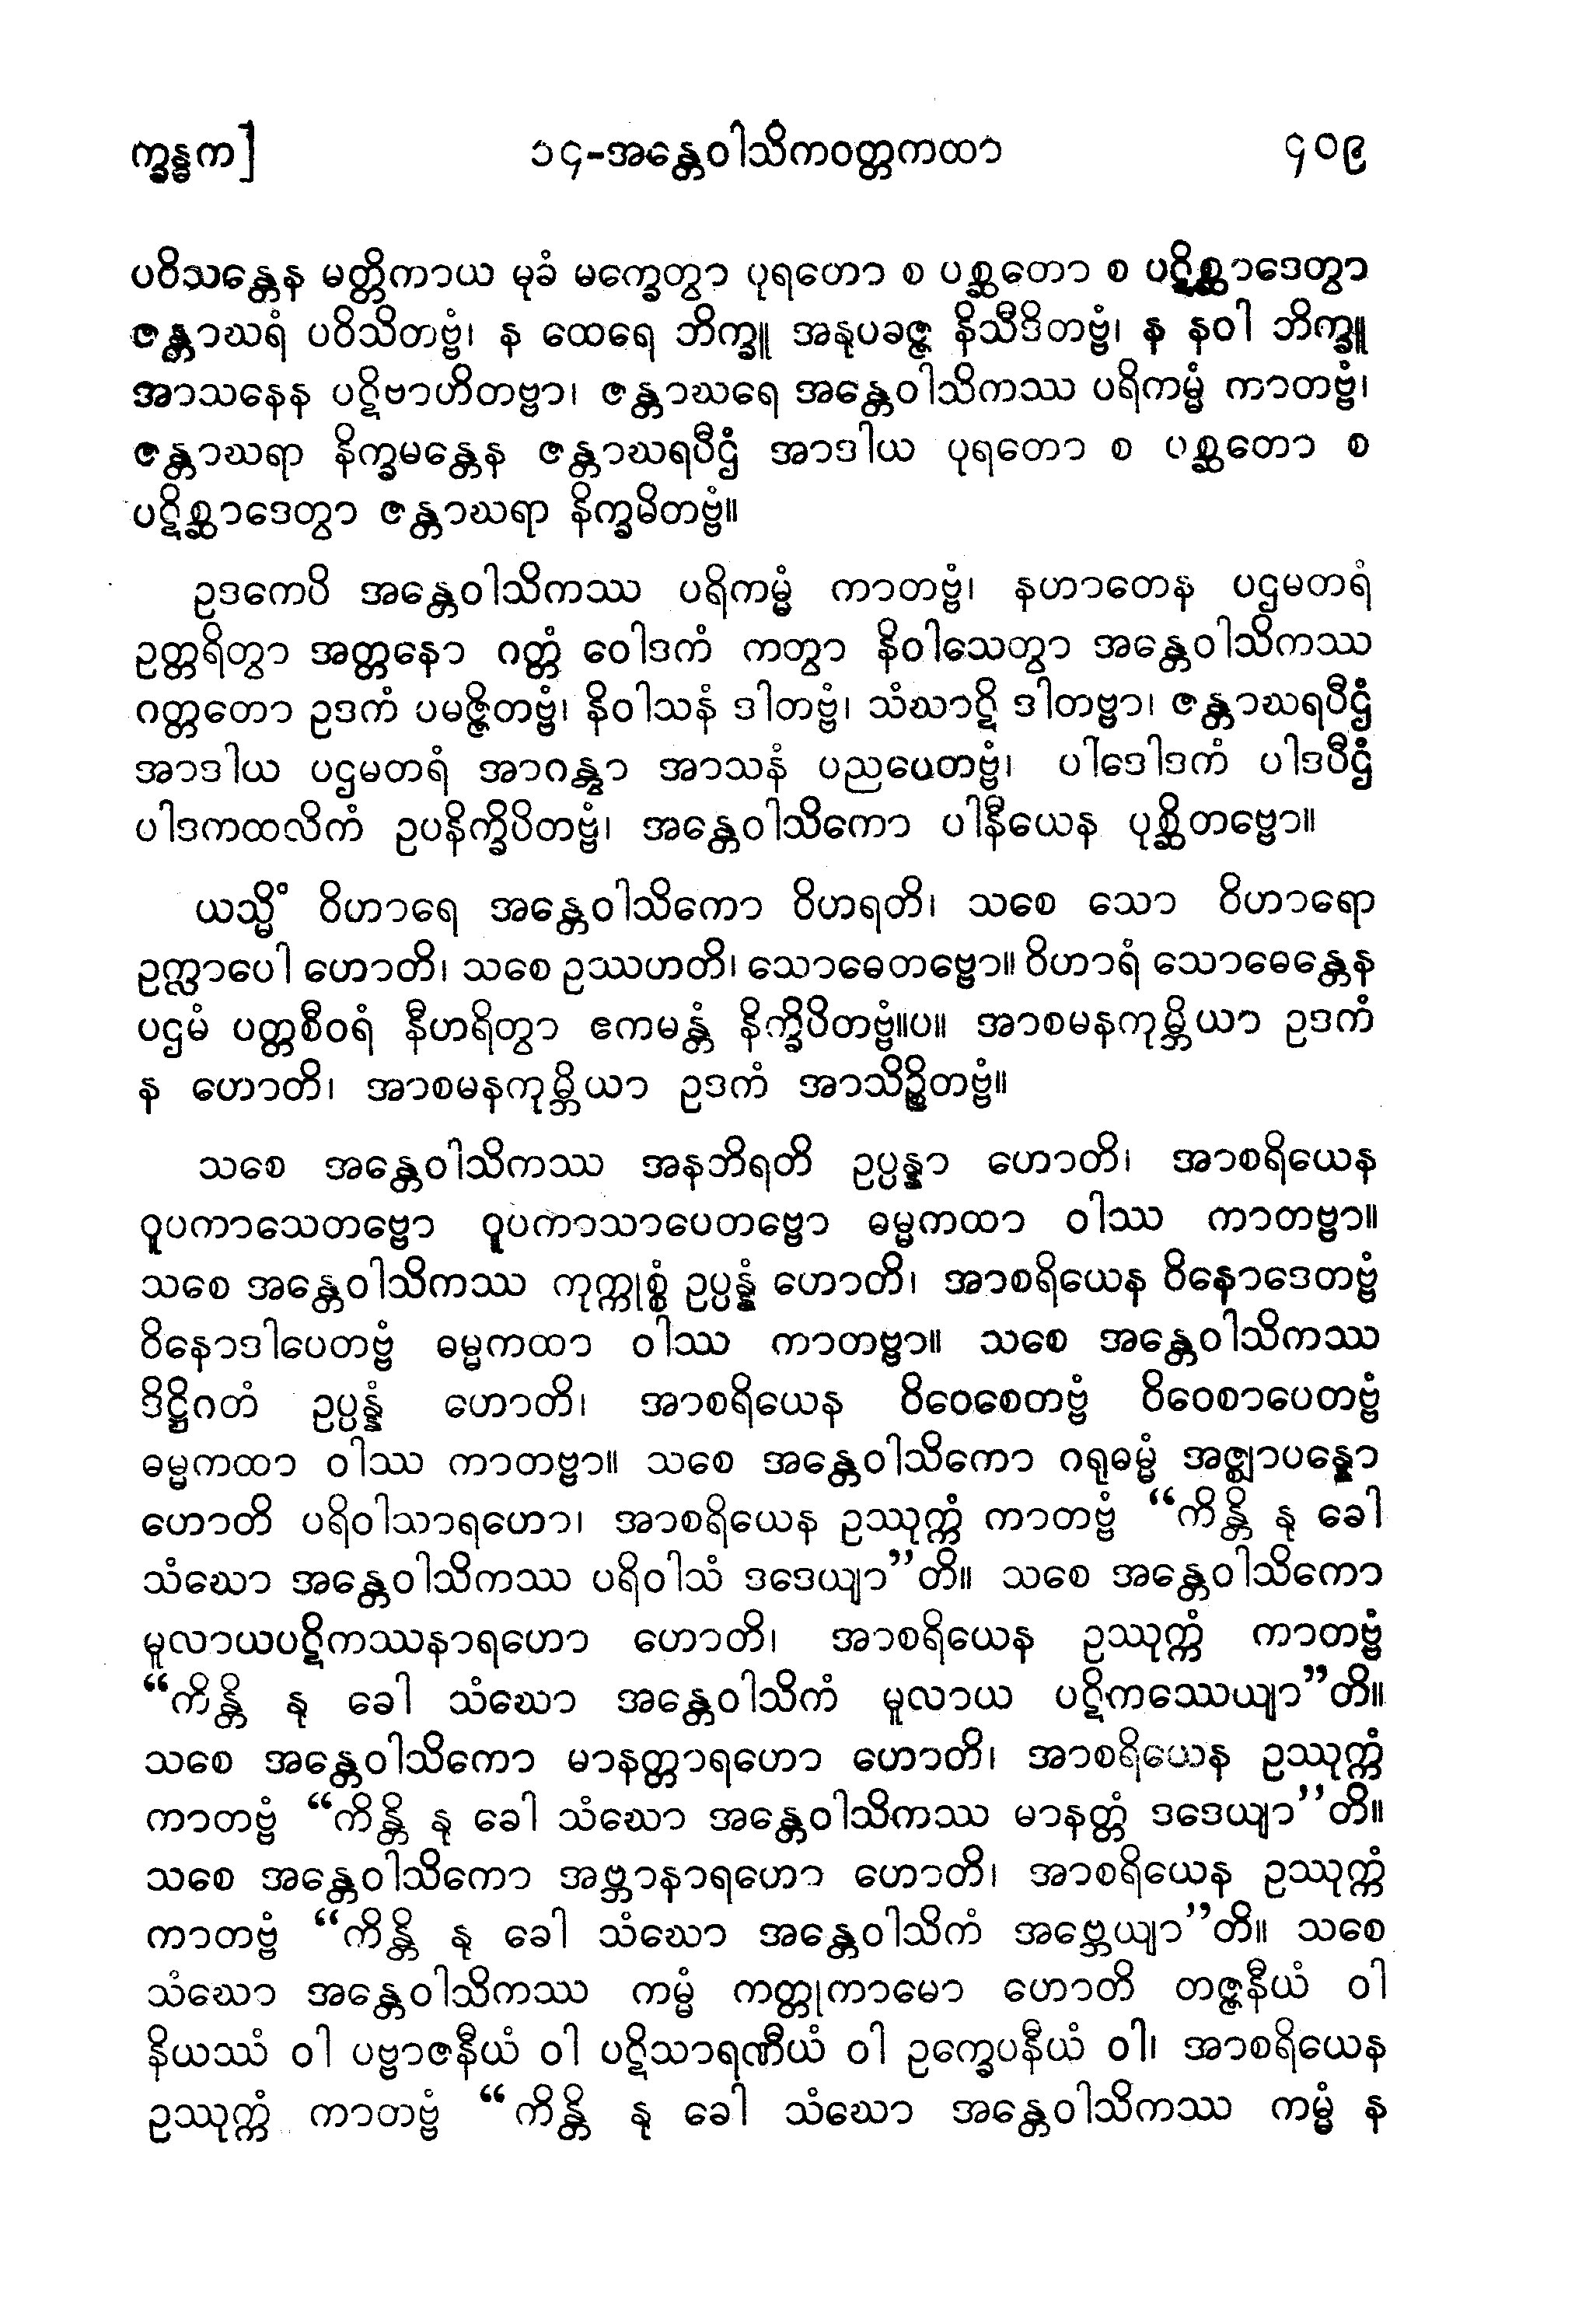 က္ခန္ဓက]
၁၄-အန္တေဝါသိကဝတ္တကထာ
၄၀၉
ပဝိသန္တေန မတ္တိကာယ မုခံ မက္ခေတွာ ပုရတော စ ပစ္ဆတော စ ပဋိစ္ဆာဒေတွာ
ဇန္တာဃရံ ပဝိသိတဗ္ဗံ၊ န ထေရေ ဘိက္ခူ အနုပခဇ္ဇ နိသီဒိတဗ္ဗံ၊ န နဝါ ဘိက္ခူ
အာသနေန ပဋိဗာဟိတဗ္ဗာ၊ ဇန္တာဃရေ အန္တေဝါသိကဿ ပရိကမ္မံ ကာတဗ္ဗံ၊
ဇန္တာဃရာ နိက္ခမန္တေန ဇန္တာဃရပီဌံ အာဒါယ ပုရတော စ ပစ္ဆတော စ
ပဋိစ္ဆာဒေတွာ ဇန္တာဃရာ နိက္ခမိတဗ္ဗံ။
ဥဒကေပိ အန္တေဝါသိကဿ ပရိကမ္မံ ကာတဗ္ဗံ၊ နဟာတေန ပဌမတရံ
ဥတ္တရိတွာ အတ္တနော ဂတ္တံ ဝေါဒကံ ကတွာ နိဝါသေတွာ အန္တေဝါသိကဿ
ဂတ္တတော ဥဒကံ ပမဇ္ဇိတဗ္ဗံ၊ နိဝါသနံ ဒါတဗ္ဗံ၊ သံဃာဋိ ဒါတဗ္ဗာ၊ ဇန္တာဃရပီဌံ
အာဒါယ ပဌမတရံ အာဂန္တွာ အာသနံ ပညပေတဗ္ဗံ၊ ပါဒေါဒကံ ပါဒပီဌံ
ပါဒကထလိကံ ဥပနိက္ခိပိတဗ္ဗံ၊ အန္တေဝါသိကော ပါနီယေန ပုစ္ဆိတဗ္ဗော။
ယသ္မိံ ဝိဟာရေ အန္တေဝါသိကော ဝိဟရတိ၊ သစေ သော ဝိဟာရော
ဥက္လာပေါ ဟောတိ၊ သစေ ဥဿဟတိ၊ သောဓေတဗ္ဗော။ ဝိဟာရံ သောဓေန္တေန
ပဌမံ ပတ္တစီဝရံ နီဟရိတွာ ဧကမန္တံ နိက္ခိပိတဗ္ဗံ။ပ။ အာစမနကုမ္ဘိယာ ဥဒကံ
န ဟောတိ၊ အာစမနကုမ္ဘိယာ ဥဒကံ အာသိဉ္စိတဗ္ဗံ။
သစေ အန္တေဝါသိကဿ အနဘိရတိ ဥပ္ပန္နာ ဟောတိ၊ အာစရိယေန
ဝူပကာသေတဗ္ဗော ဝူပကာသာပေတဗ္ဗော ဓမ္မကထာ ဝါဿ ကာတဗ္ဗာ။
သစေ အန္တေဝါသိကဿ ကုက္ကုစ္စံ ဥပ္ပန္နံ ဟောတိ၊ အာစရိယေန ဝိနောဒေတဗ္ဗံ
ဝိနောဒါပေတဗ္ဗံ ဓမ္မကထာ ဝါဿ ကာတဗ္ဗာ။ သစေ အန္တေဝါသိကဿ
ဒိဋ္ဌိဂတံ ဥပ္ပန္နံ ဟောတိ၊ အာစရိယေန ဝိဝေစေတဗ္ဗံ ဝိဝေစာပေတဗ္ဗံ
ဓမ္မကထာ ဝါဿ ကာတဗ္ဗာ။ သစေ အန္တေဝါသိကော ဂရုဓမ္မံ အဇ္ဈာပန္နော
ဟောတိ ပရိဝါသာရဟော၊ အာစရိယေန ဥဿုက္ကံ ကာတဗ္ဗံ “ကိန္တိ နု ခေါ
သံဃော အန္တေဝါသိကဿ ပရိဝါသံ ဒဒေယျာ”တိ။ သစေ အန္တေဝါသိကော
မူလာယပဋိကဿနာရဟော ဟောတိ၊ အာစရိယေန ဥဿုက္ကံ ကာတဗ္ဗံ
“ကိန္တိ နု ခေါ သံဃော အန္တေဝါသိကံ မူလာယ ပဋိကဿေယျာ”တိ။
သစေ အန္တေဝါသိကော မာနတ္တာရဟော ဟောတိ၊ အာစရိယေန ဥဿုက္ကံ
ကာတဗ္ဗံ “ကိန္တိ နု ခေါ သံဃော အန္တေဝါသိကဿ မာနတ္တံ ဒဒေယျာ”တိ။
သစေ အန္တေဝါသိကော အဗ္ဘာနာရဟော ဟောတိ၊ အာစရိယေန ဥဿုက္ကံ
ကာတဗ္ဗံ “ကိန္တိ နု ခေါ သံဃော အန္တေဝါသိကံ အဗ္ဘေယျာ”တိ။ သစေ
သံဃော အန္တေဝါသိကဿ ကမ္မံ ကတ္တုကာမော ဟောတိ တဇ္ဇနီယံ ဝါ
နိယဿံ ဝါ ပဗ္ဗာဇနီယံ ဝါ ပဋိသာရဏီယံ ဝါ ဥက္ခေပနီယံ ဝါ၊ အာစရိယေန
ဥဿုက္ကံ ကာတဗ္ဗံ “ကိန္တိ နု ခေါ သံဃော အန္တေဝါသိကဿ ကမ္မံ န